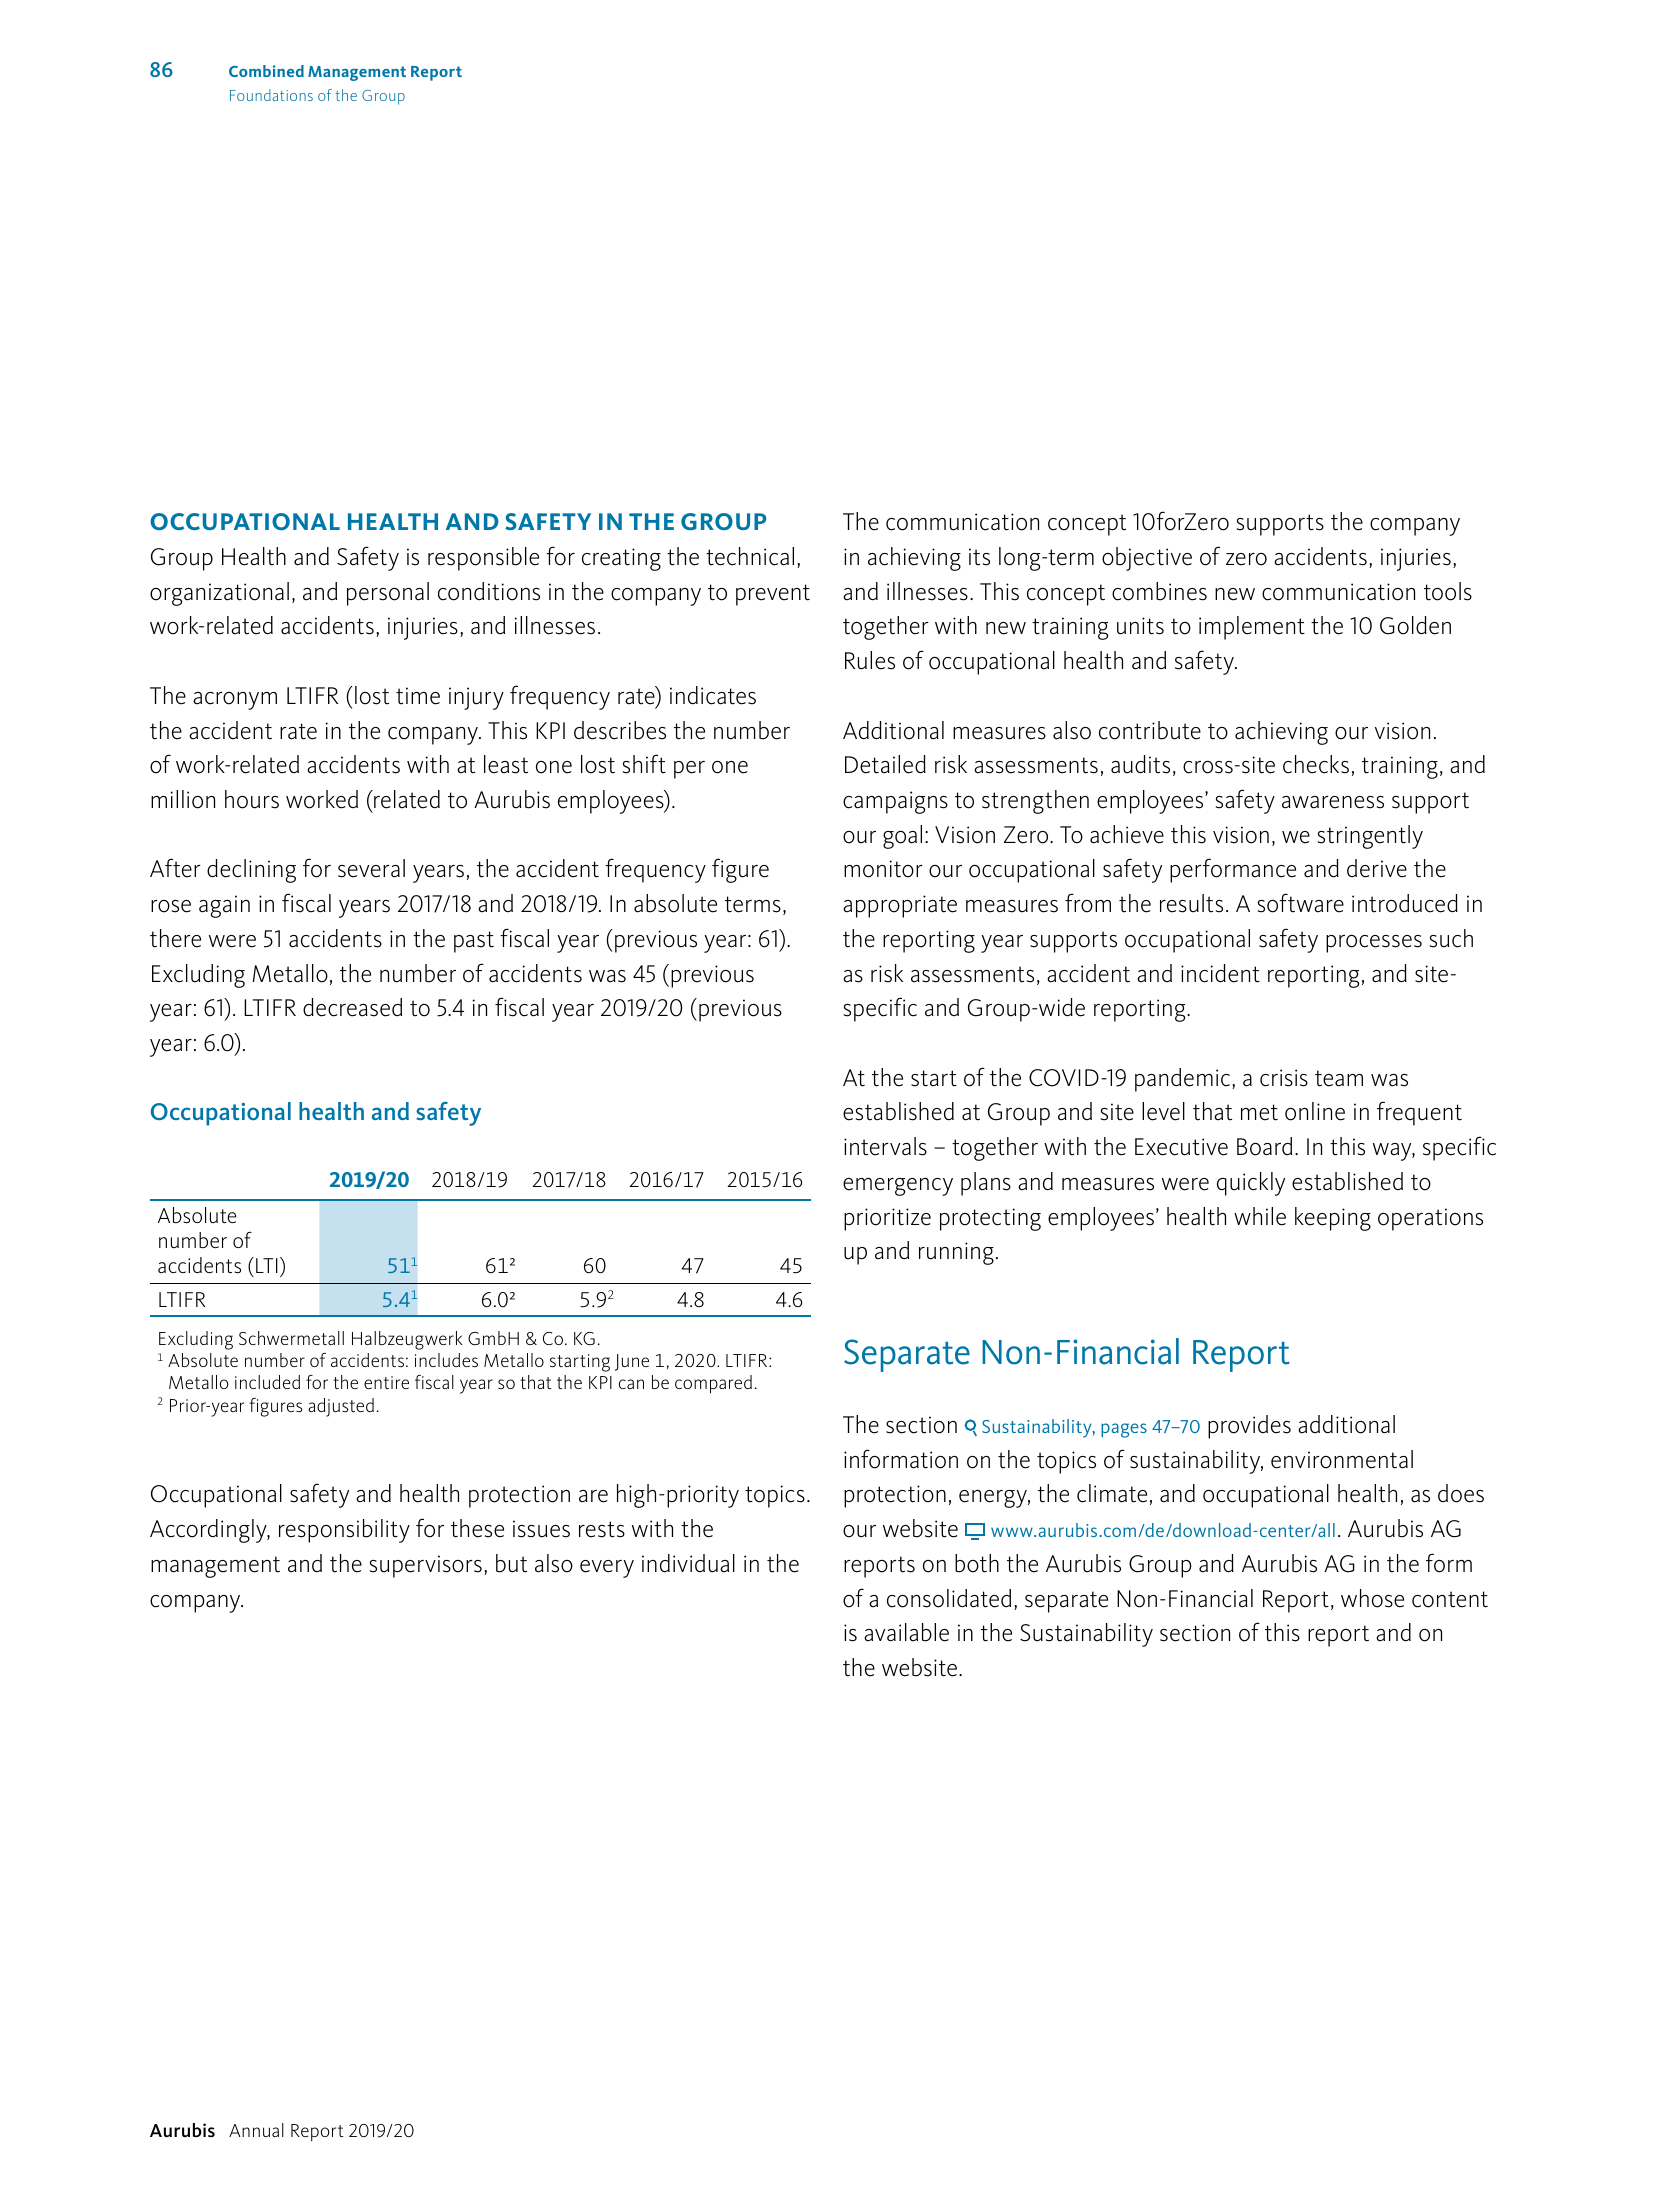 86
Combined Management Report
Foundations of the Group
OCCUPATIONAL HEALTH AND SAFETY IN THE GROUP
Group Health and Safety is responsible for creating the technical,
organizational, and personal conditions in the company to prevent
work-related accidents, injuries, and illnesses.
The acronym LTIFR (lost time injury frequency rate) indicates
the accident rate in the company. This KPI describes the number
of work-related accidents with at least one lost shift per one
million hours worked (related to Aurubis employees).
After declining for several years, the accident frequency figure
rose again in fiscal years 2017/18 and 2018/19. In absolute terms,
there were 51 accidents in the past fiscal year (previous year: 61).
Excluding Metallo, the number of accidents was 45 (previous
year: 61). LTIFR decreased to 5.4 in fiscal year 2019/20 (previous
year: 6.0).
Occupational health and safety
2019/20 2018/19 2017/18 2016/17 2015/16
Absolute
number of
accidents (LTI) 51¹ 61² 60 47 45
LTIFR 5.4¹ 6.0² 5.9² 4.8 4.6
Excluding Schwermetall Halbzeugwerk GmbH & Co. KG.
¹ Absolute number of accidents: includes Metallo starting June 1, 2020. LTIFR:
Metallo included for the entire fiscal year so that the KPI can be compared.
² Prior-year figures adjusted.
Occupational safety and health protection are high-priority topics.
Accordingly, responsibility for these issues rests with the
management and the supervisors, but also every individual in the
company.
The communication concept 10forZero supports the company
in achieving its long-term objective of zero accidents, injuries,
and illnesses. This concept combines new communication tools
together with new training units to implement the 10 Golden
Rules of occupational health and safety.
Additional measures also contribute to achieving our vision.
Detailed risk assessments, audits, cross-site checks, training, and
campaigns to strengthen employees’ safety awareness support
our goal: Vision Zero. To achieve this vision, we stringently
monitor our occupational safety performance and derive the
appropriate measures from the results. A software introduced in
the reporting year supports occupational safety processes such
as risk assessments, accident and incident reporting, and site-
specific and Group-wide reporting.
At the start of the COVID-19 pandemic, a crisis team was
established at Group and site level that met online in frequent
intervals – together with the Executive Board. In this way, specific
emergency plans and measures were quickly established to
prioritize protecting employees’ health while keeping operations
up and running.
Separate Non-Financial Report
The section Sustainability, pages 47–70 provides additional
information on the topics of sustainability, environmental
protection, energy, the climate, and occupational health, as does
our website www.aurubis.com/de/download-center/all. Aurubis AG
reports on both the Aurubis Group and Aurubis AG in the form
of a consolidated, separate Non-Financial Report, whose content
is available in the Sustainability section of this report and on
the website.
Aurubis Annual Report 2019/20